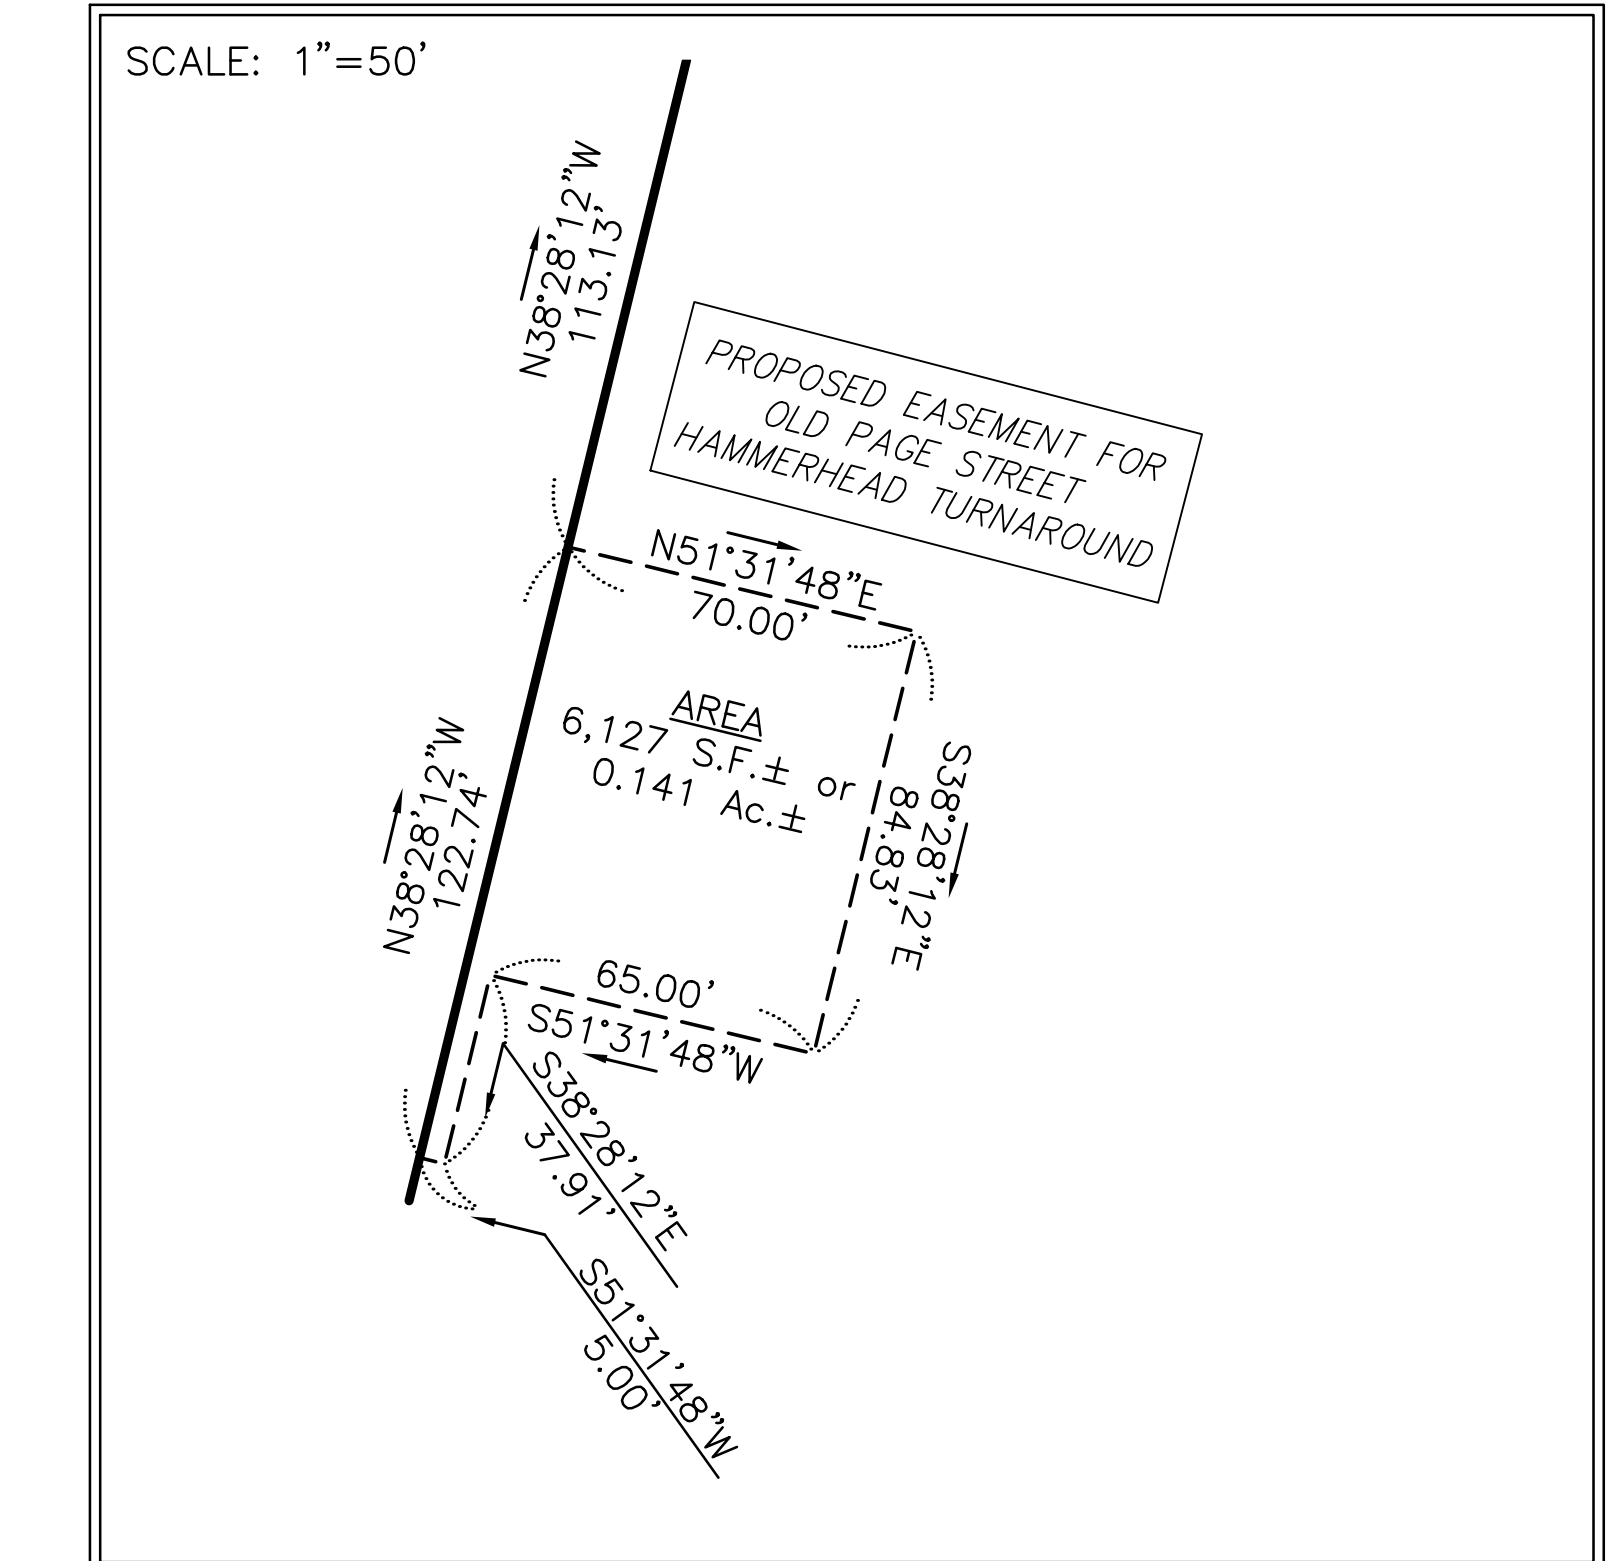 SCALE: 1"=50'
N38°28'12"W
113.13'
PROPOSED EASEMENT FOR
OLD PAGE STREET
HAMMERHEAD TURNAROUND
N51°31'48"E
70.00'
AREA
6,127 S.F.± or
0.141 Ac.±
S38°28'12"E
84.83'
N38°28'12"W
122.74'
65.00'
S51°31'48"W
S38°28'12"E
37.91'
S51°31'48"W
5.00'